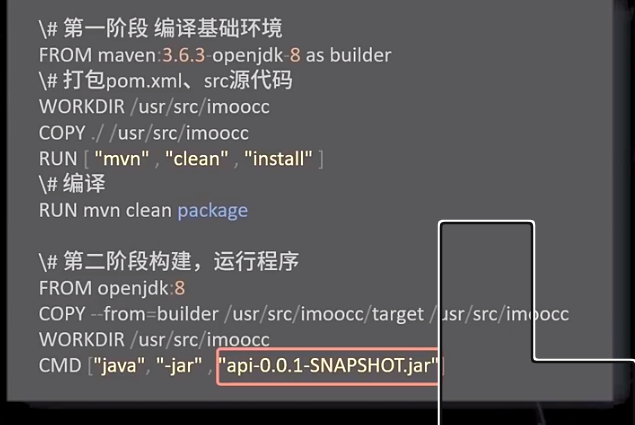 \# 第一阶段 编译基础环境
FROM maven:3.6.3-openjdk-8 as builder
\# 打包pom.xml、src源代码
WORKDIR /usr/src/imoocc
COPY ./ /usr/src/imoocc
RUN [ "mvn" , "clean" , "install" ]
\# 编译
RUN mvn clean package
\# 第二阶段构建，运行程序
FROM openjdk:8
COPY --from=builder /usr/src/imoocc/target /usr/src/imoocc
WORKDIR /usr/src/imoocc
CMD ["java", "-jar" , "api-0.0.1-SNAPSHOT.jar"]